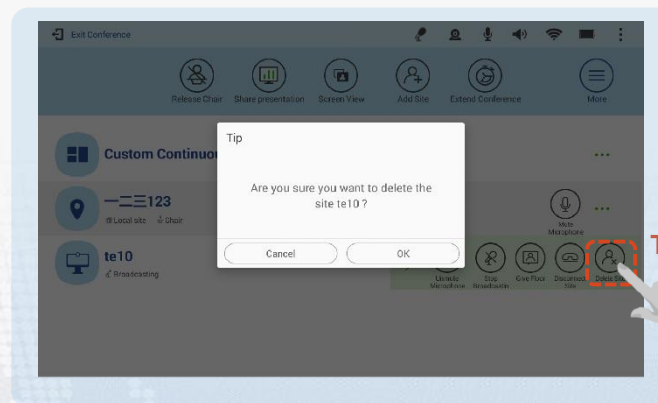 Exit Conference
Release Chair
Share presentation
Screen View
Add Site
Extend Conference
More
Tip
Custom Continuou
Are you sure you want to delete the
site te10 ?
一二三123
Local site
Chair
Mute
Microphone
te10
Broadcasting
Cancel
OK
Unmute
Microphone
Stop
Broadcastin
Give Floor
Disconnect
Site
Delete Site
T